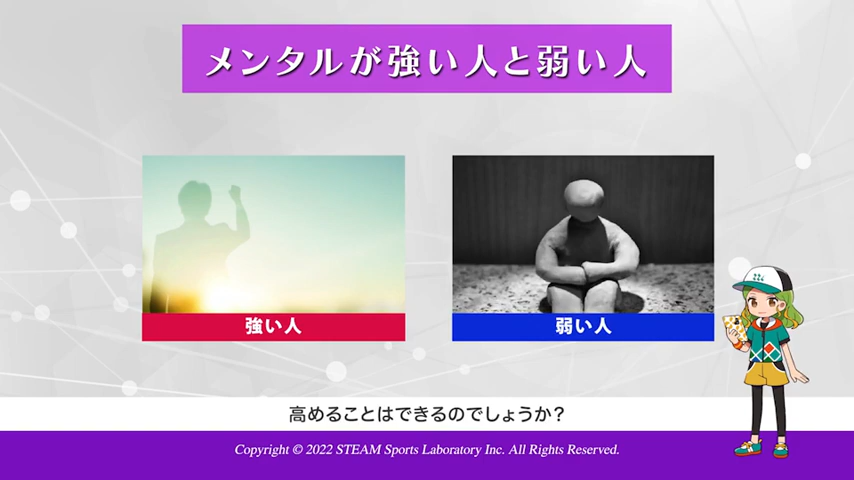 メンタルが強い人と弱い人
強い人
弱い人
高めることはできるのでしょうか?
Copyright © 2022 STEAM Sports Laboratory Inc. All Rights Reserved.